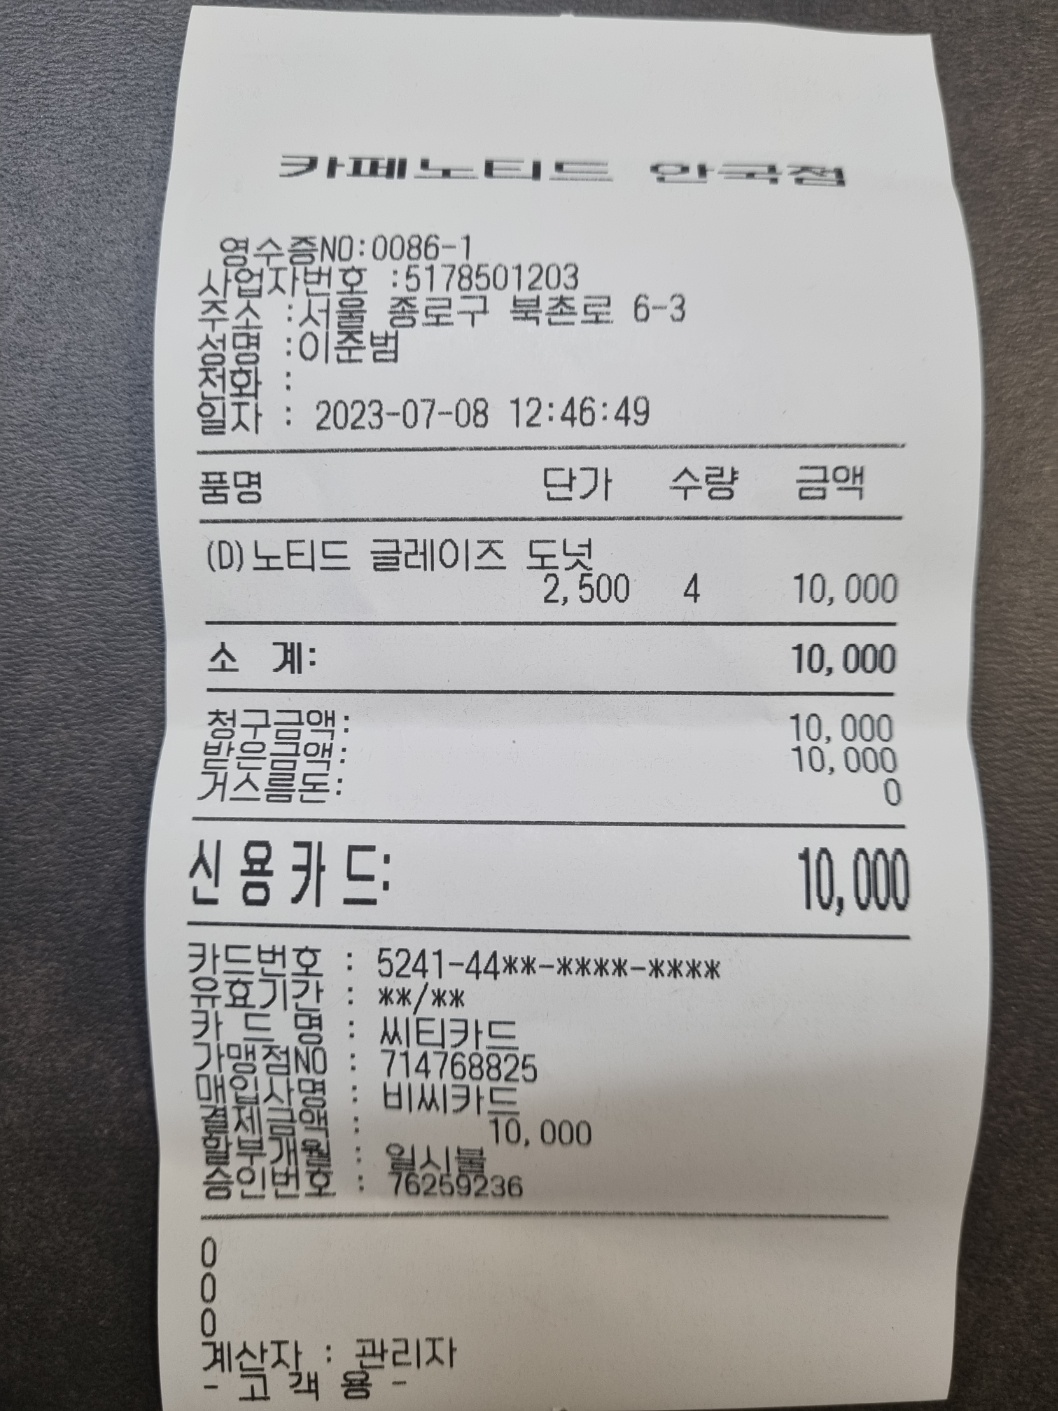 카페노티드 안국점
영수증NO:0086-1
사업자번호 :5178501203
주소 :서울 종로구 북촌로 6-3
성명 :이준범
전화 :
일자 : 2023-07-08 12:46:49
품명 단가 수량 금액
(D)노티드 글레이즈 도넛
2,500 4 10,000
소 계: 10,000
청구금액: 10,000
받은금액: 10,000
거스름돈: 0
신용카드: 10,000
카드번호 : 5241-44**-****-****
유효기간 : **/**
카 드 명 : 씨티카드
가맹점NO : 714768825
매입사명 : 비씨카드
결제금액 : 10,000
할부개월 : 일시불
승인번호 : 76259236
0
0
0
계산자 : 관리자
- 고 객 용 -